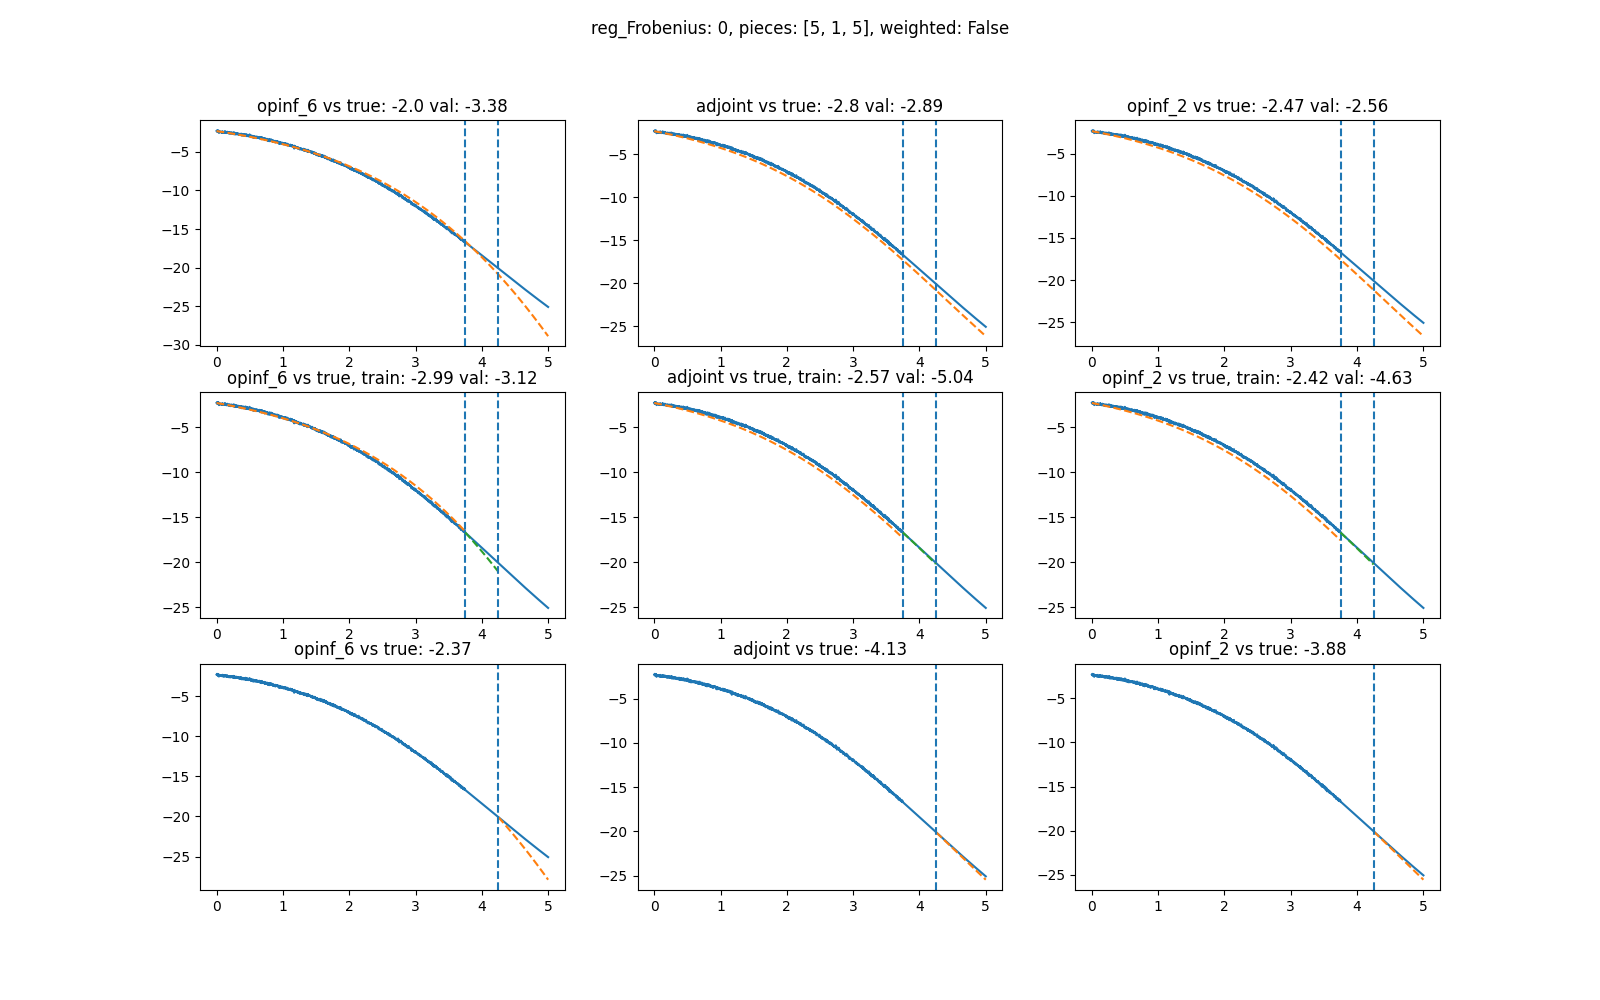 reg_Frobenius: 0, pieces: [5, 1, 5], weighted: False
opinf_6 vs true: -2.0 val: -3.38
−5
−10
−15
−20
−25
−30
0 1 2 3 4 5
adjoint vs true: -2.8 val: -2.89
−5
−10
−15
−20
−25
0 1 2 3 4 5
opinf_2 vs true: -2.47 val: -2.56
−5
−10
−15
−20
−25
0 1 2 3 4 5
opinf_6 vs true, train: -2.99 val: -3.12
−5
−10
−15
−20
−25
0 1 2 3 4 5
adjoint vs true, train: -2.57 val: -5.04
−5
−10
−15
−20
−25
0 1 2 3 4 5
opinf_2 vs true, train: -2.42 val: -4.63
−5
−10
−15
−20
−25
0 1 2 3 4 5
opinf_6 vs true: -2.37
−5
−10
−15
−20
−25
0 1 2 3 4 5
adjoint vs true: -4.13
−5
−10
−15
−20
−25
0 1 2 3 4 5
opinf_2 vs true: -3.88
−5
−10
−15
−20
−25
0 1 2 3 4 5